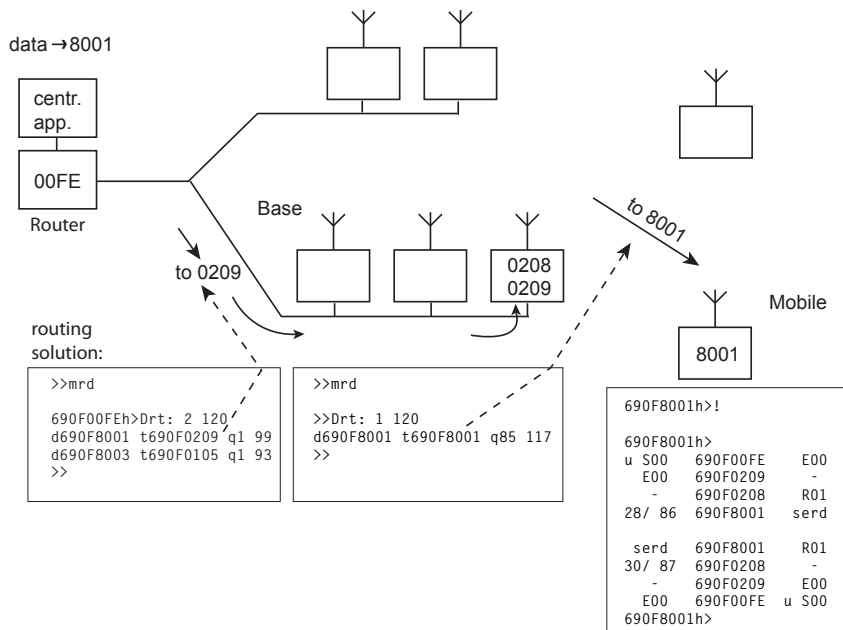 data→8001
centr.
app.
00FE
Router
Base
to 0209
0208
0209
to 8001
Mobile
8001
routing
solution:
>>mrd
690F00FEh>Drt: 2 120
d690F8001 t690F0209 q1 99
d690F8003 t690F0105 q1 93
>>
>>mrd
>>Drt: 1 120
d690F8001 t690F8001 q85 117
>>
690F8001h>!
690F8001h>
u S00 690F00FE E00
E00 690F0209 -
- 690F0208 R01
28/ 86 690F8001 serd
serd 690F8001 R01
30/ 87 690F0208 -
- 690F0209 E00
E00 690F00FE u S00
690F8001h>